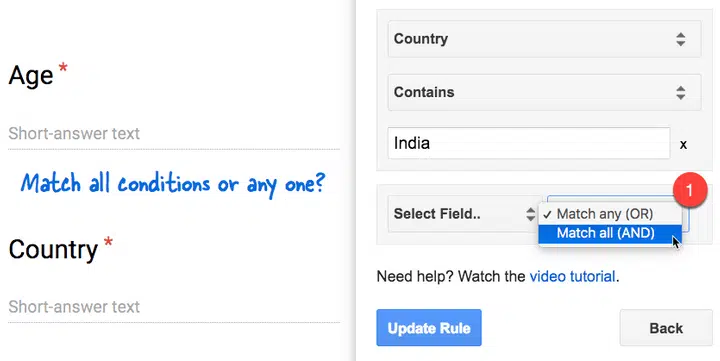 Age *
Short-answer text
Match all conditions or any one?
Country *
Short-answer text
Country
Contains
India
x
1
Select Field..
✓ Match any (OR)
Match all (AND)
Need help? Watch the video tutorial.
Update Rule
Back